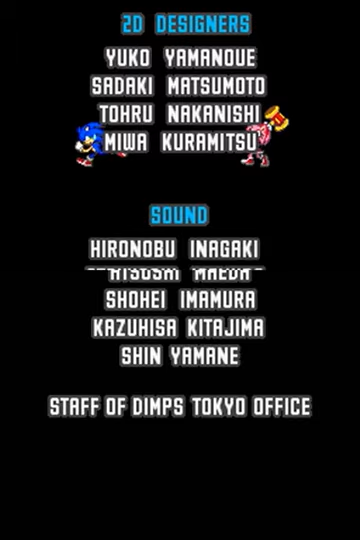 2D DESIGNERS
YUKO YAMANOUE
SADAKI MATSUMOTO
TOHRU NAKANISHI
MIWA KURAMITSU
SOUND
HIRONOBU INAGAKI
MAEDA
SHOHEI IMAMURA
KAZUHISA KITAJIMA
SHIN YAMANE
STAFF OF DIMPS TOKYO OFFICE